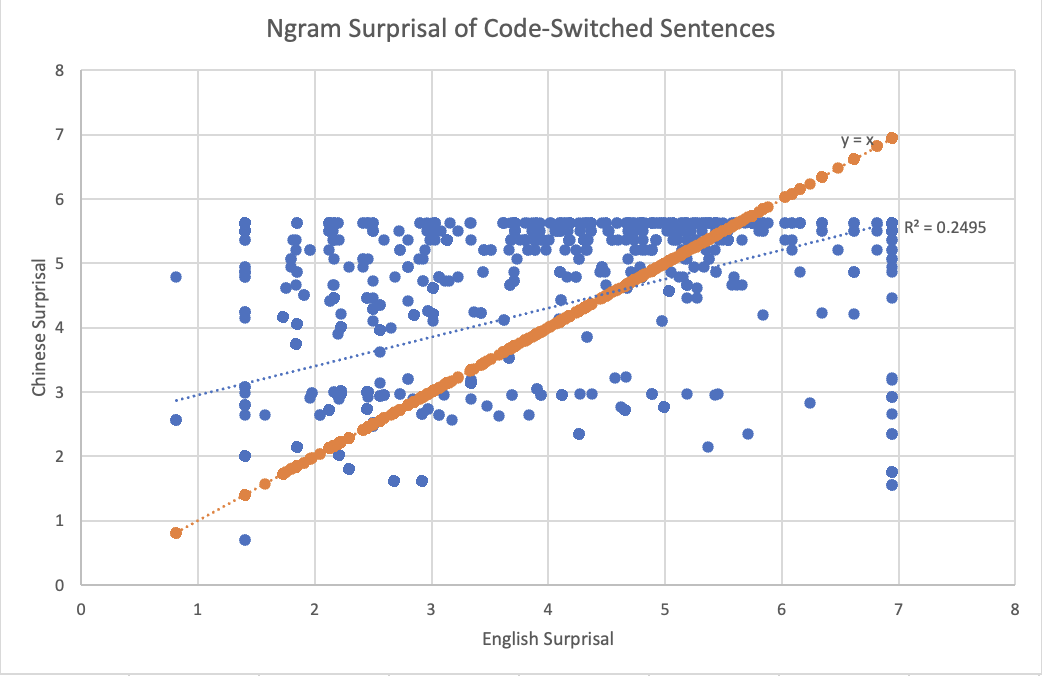 Ngram Surprisal of Code-Switched Sentences
8
7
6
5
4
3
2
1
0
y = x
R² = 0.2495
Chinese Surprisal
0 1 2 3 4 5 6 7 8
English Surprisal